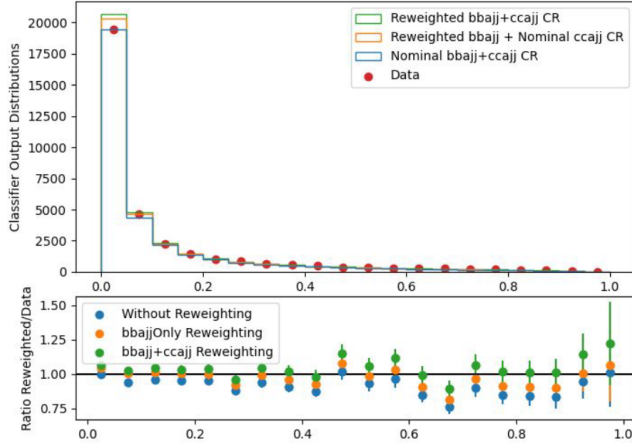 20000
17500
15000
12500
10000
7500
5000
2500
0
Classifier Output Distributions
Reweighted bbajj+ccajj CR
Reweighted bbajj + Nominal ccajj CR
Nominal bbajj+ccajj CR
Data
0.0 0.2 0.4 0.6 0.8 1.0
1.50
1.25
1.00
0.75
Ratio Reweighted/Data
Without Reweighting
bbajjOnly Reweighting
bbajj+ccajj Reweighting
0.0 0.2 0.4 0.6 0.8 1.0